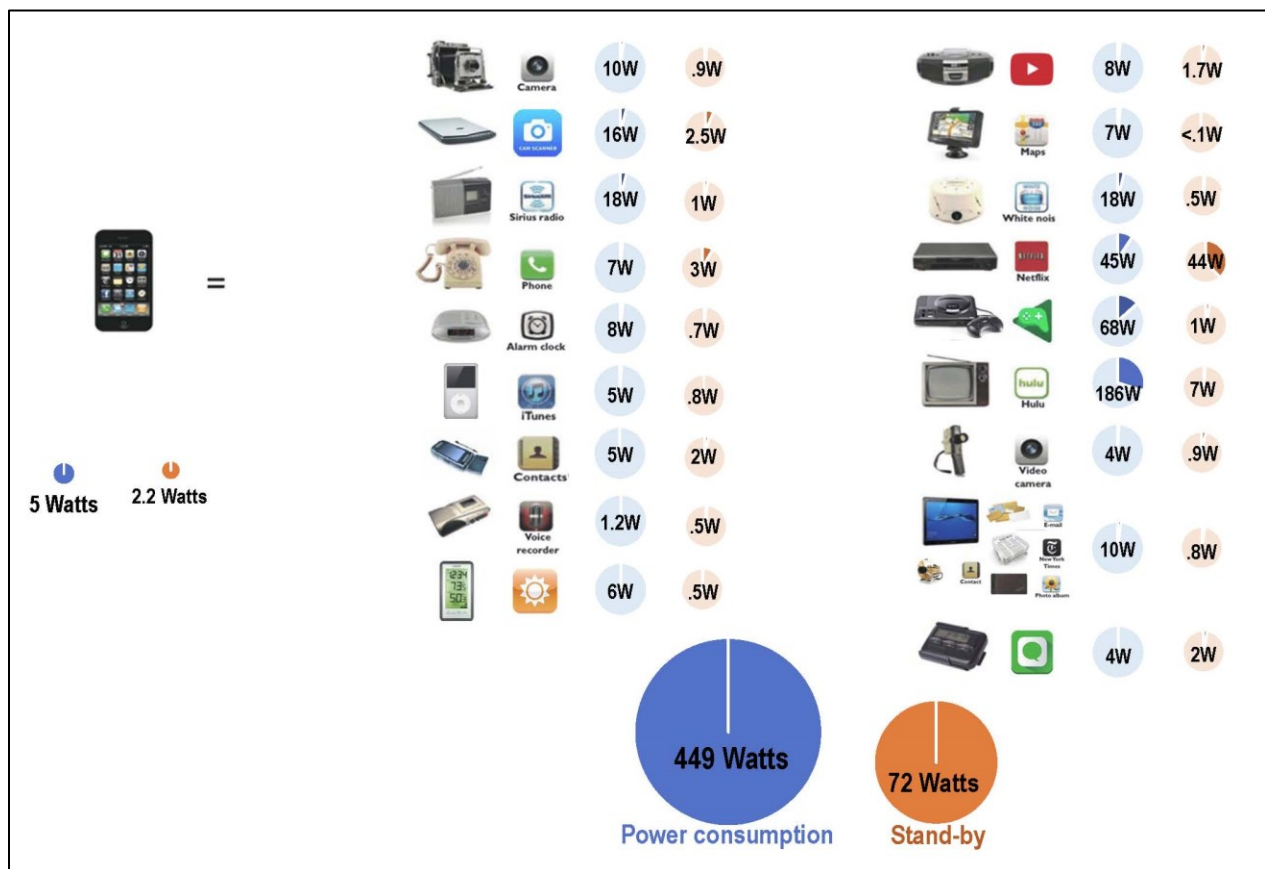 10W
.9W
Camera
CAM SCANNER
16W
2.5W
SiriusXM
Sirius radio
18W
1W
=
Phone
7W
3W
Alarm clock
8W
.7W
iTunes
5W
.8W
Contacts
5W
2W
Voice
recorder
1.2W
.5W
6W
.5W
5 Watts
2.2 Watts
8W
1.7W
Maps
7W
<.1W
WHITE
NOISE
White nois
18W
.5W
NETFLIX
Netflix
45W
44W
68W
1W
hulu
Hulu
186W
7W
Video
camera
4W
.9W
E-mail
New York
Times
Contact
Photo album
10W
.8W
4W
2W
449 Watts
72 Watts
Power consumption
Stand-by